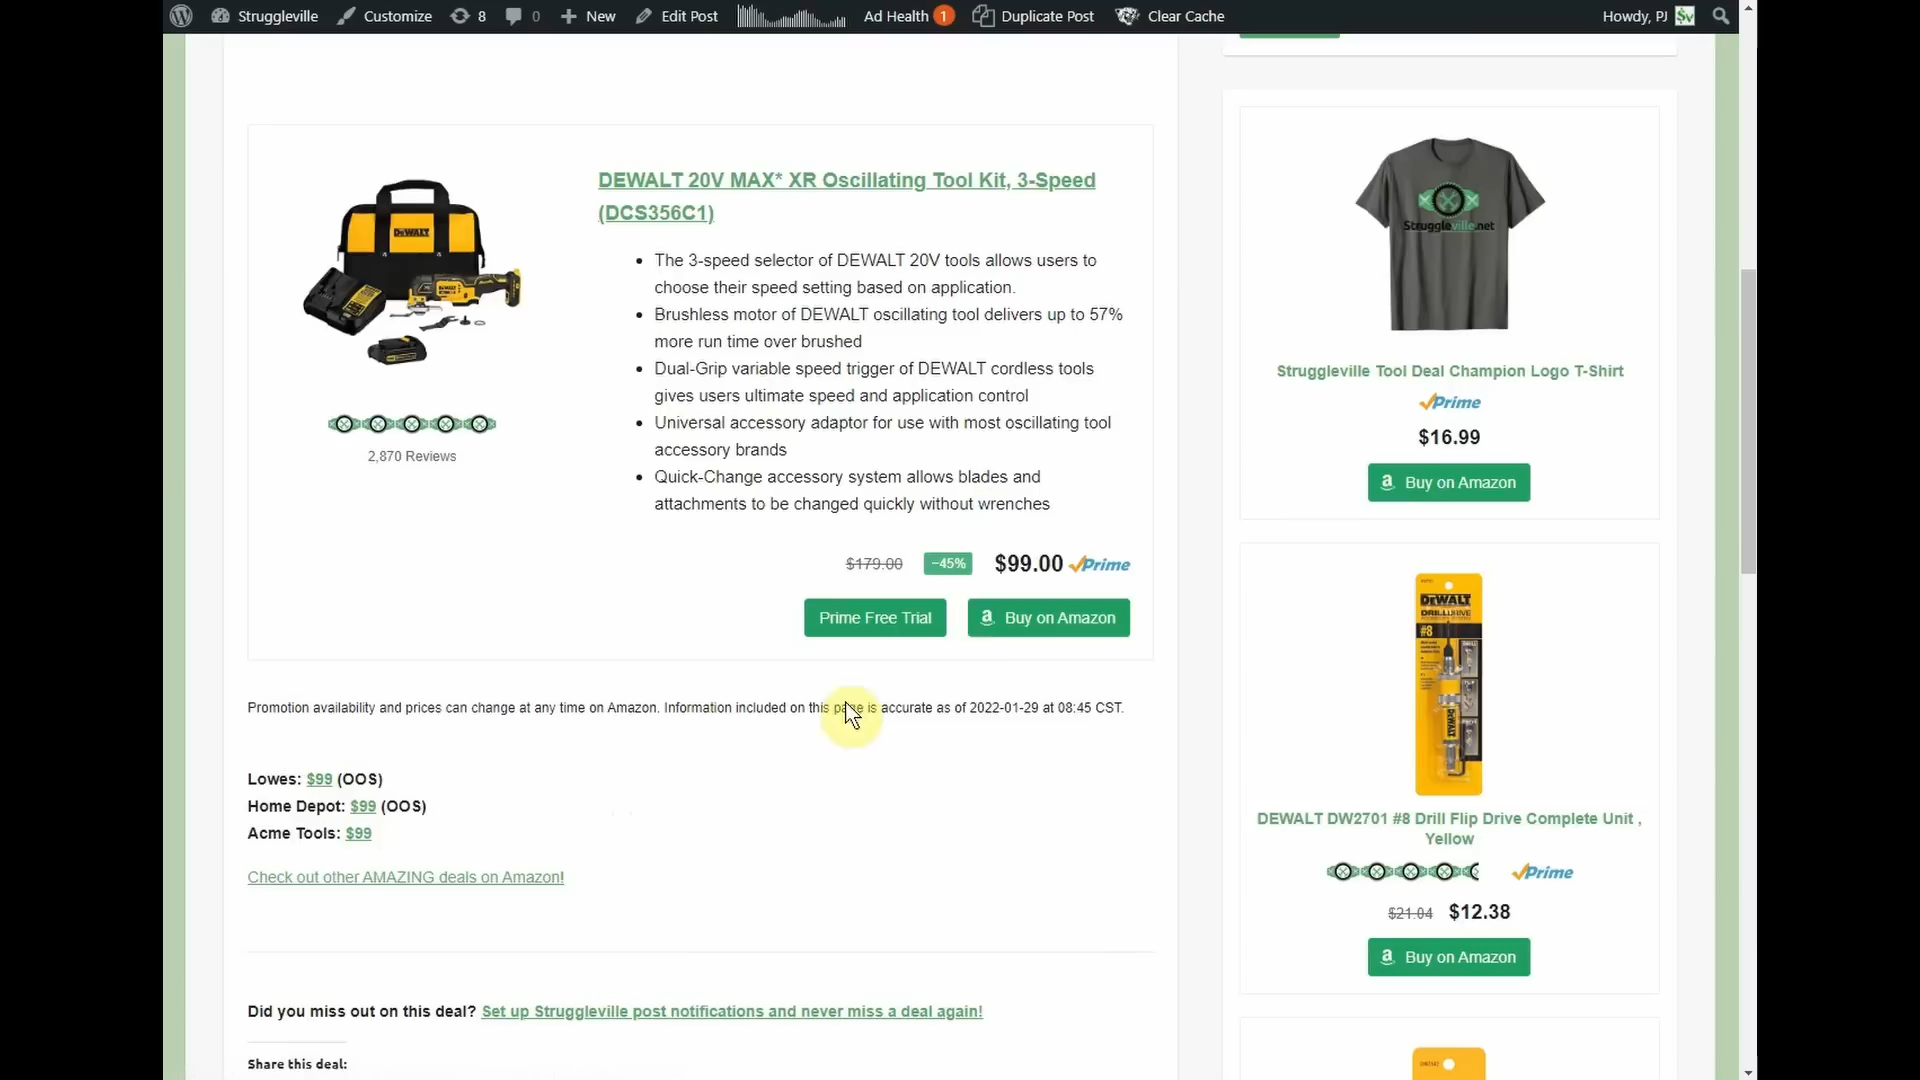 Struggleville Customize 8 0 New Edit Post Ad Health 1 Duplicate Post Clear Cache Howdy, PJ
DEWALT 20V MAX* XR Oscillating Tool Kit, 3-Speed
(DCS356C1)
• The 3-speed selector of DEWALT 20V tools allows users to
choose their speed setting based on application.
• Brushless motor of DEWALT oscillating tool delivers up to 57%
more run time over brushed
• Dual-Grip variable speed trigger of DEWALT cordless tools
gives users ultimate speed and application control
• Universal accessory adaptor for use with most oscillating tool
accessory brands
• Quick-Change accessory system allows blades and
attachments to be changed quickly without wrenches
DEWALT
2,870 Reviews
$179.00 −45% $99.00 Prime
Prime Free Trial Buy on Amazon
Promotion availability and prices can change at any time on Amazon. Information included on this page is accurate as of 2022-01-29 at 08:45 CST.
Lowes: $99 (OOS)
Home Depot: $99 (OOS)
Acme Tools: $99
Check out other AMAZING deals on Amazon!
Did you miss out on this deal? Set up Struggleville post notifications and never miss a deal again!
Share this deal:
Struggleville.net
Struggleville Tool Deal Champion Logo T-Shirt
Prime
$16.99
Buy on Amazon
DEWALT
#8
DEWALT
DEWALT DW2701 #8 Drill Flip Drive Complete Unit ,
Yellow
Prime
$21.04 $12.38
Buy on Amazon